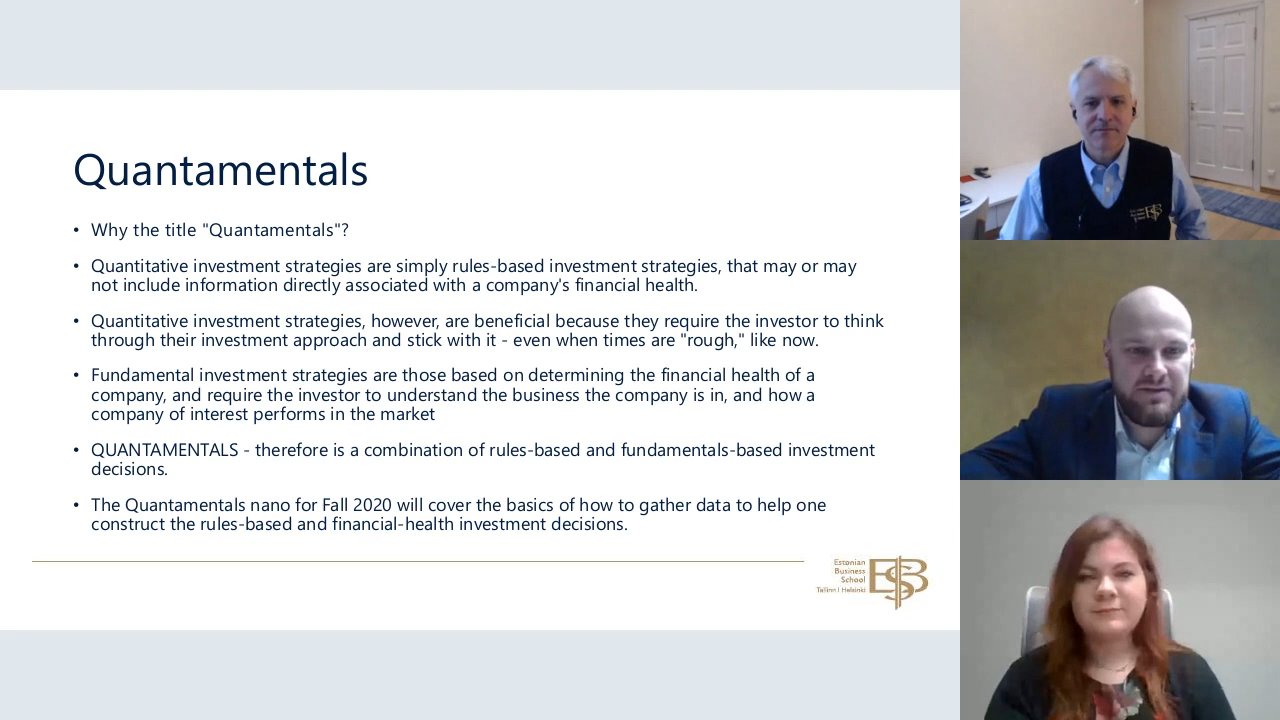 Quantamentals
• Why the title "Quantamentals"?
• Quantitative investment strategies are simply rules-based investment strategies, that may or may
not include information directly associated with a company's financial health.
• Quantitative investment strategies, however, are beneficial because they require the investor to think
through their investment approach and stick with it - even when times are "rough," like now.
• Fundamental investment strategies are those based on determining the financial health of a
company, and require the investor to understand the business the company is in, and how a
company of interest performs in the market
• QUANTAMENTALS - therefore is a combination of rules-based and fundamentals-based investment
decisions.
• The Quantamentals nano for Fall 2020 will cover the basics of how to gather data to help one
construct the rules-based and financial-health investment decisions.
Estonian
Business
School
Tallinn | Helsinki
EBS